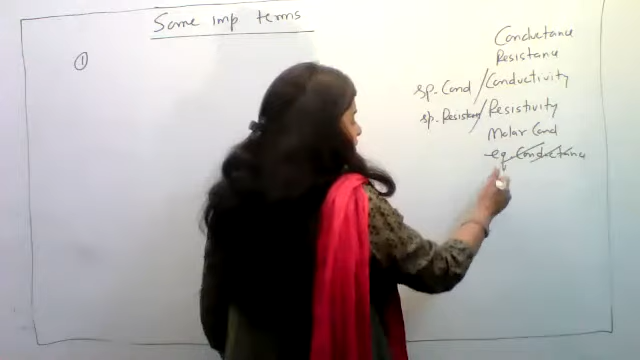 Some imp terms
①
Conductance
Resistance
sp. Cond / Conductivity
sp. Resistance / Resistivity
Molar Cond
eq. Conductance